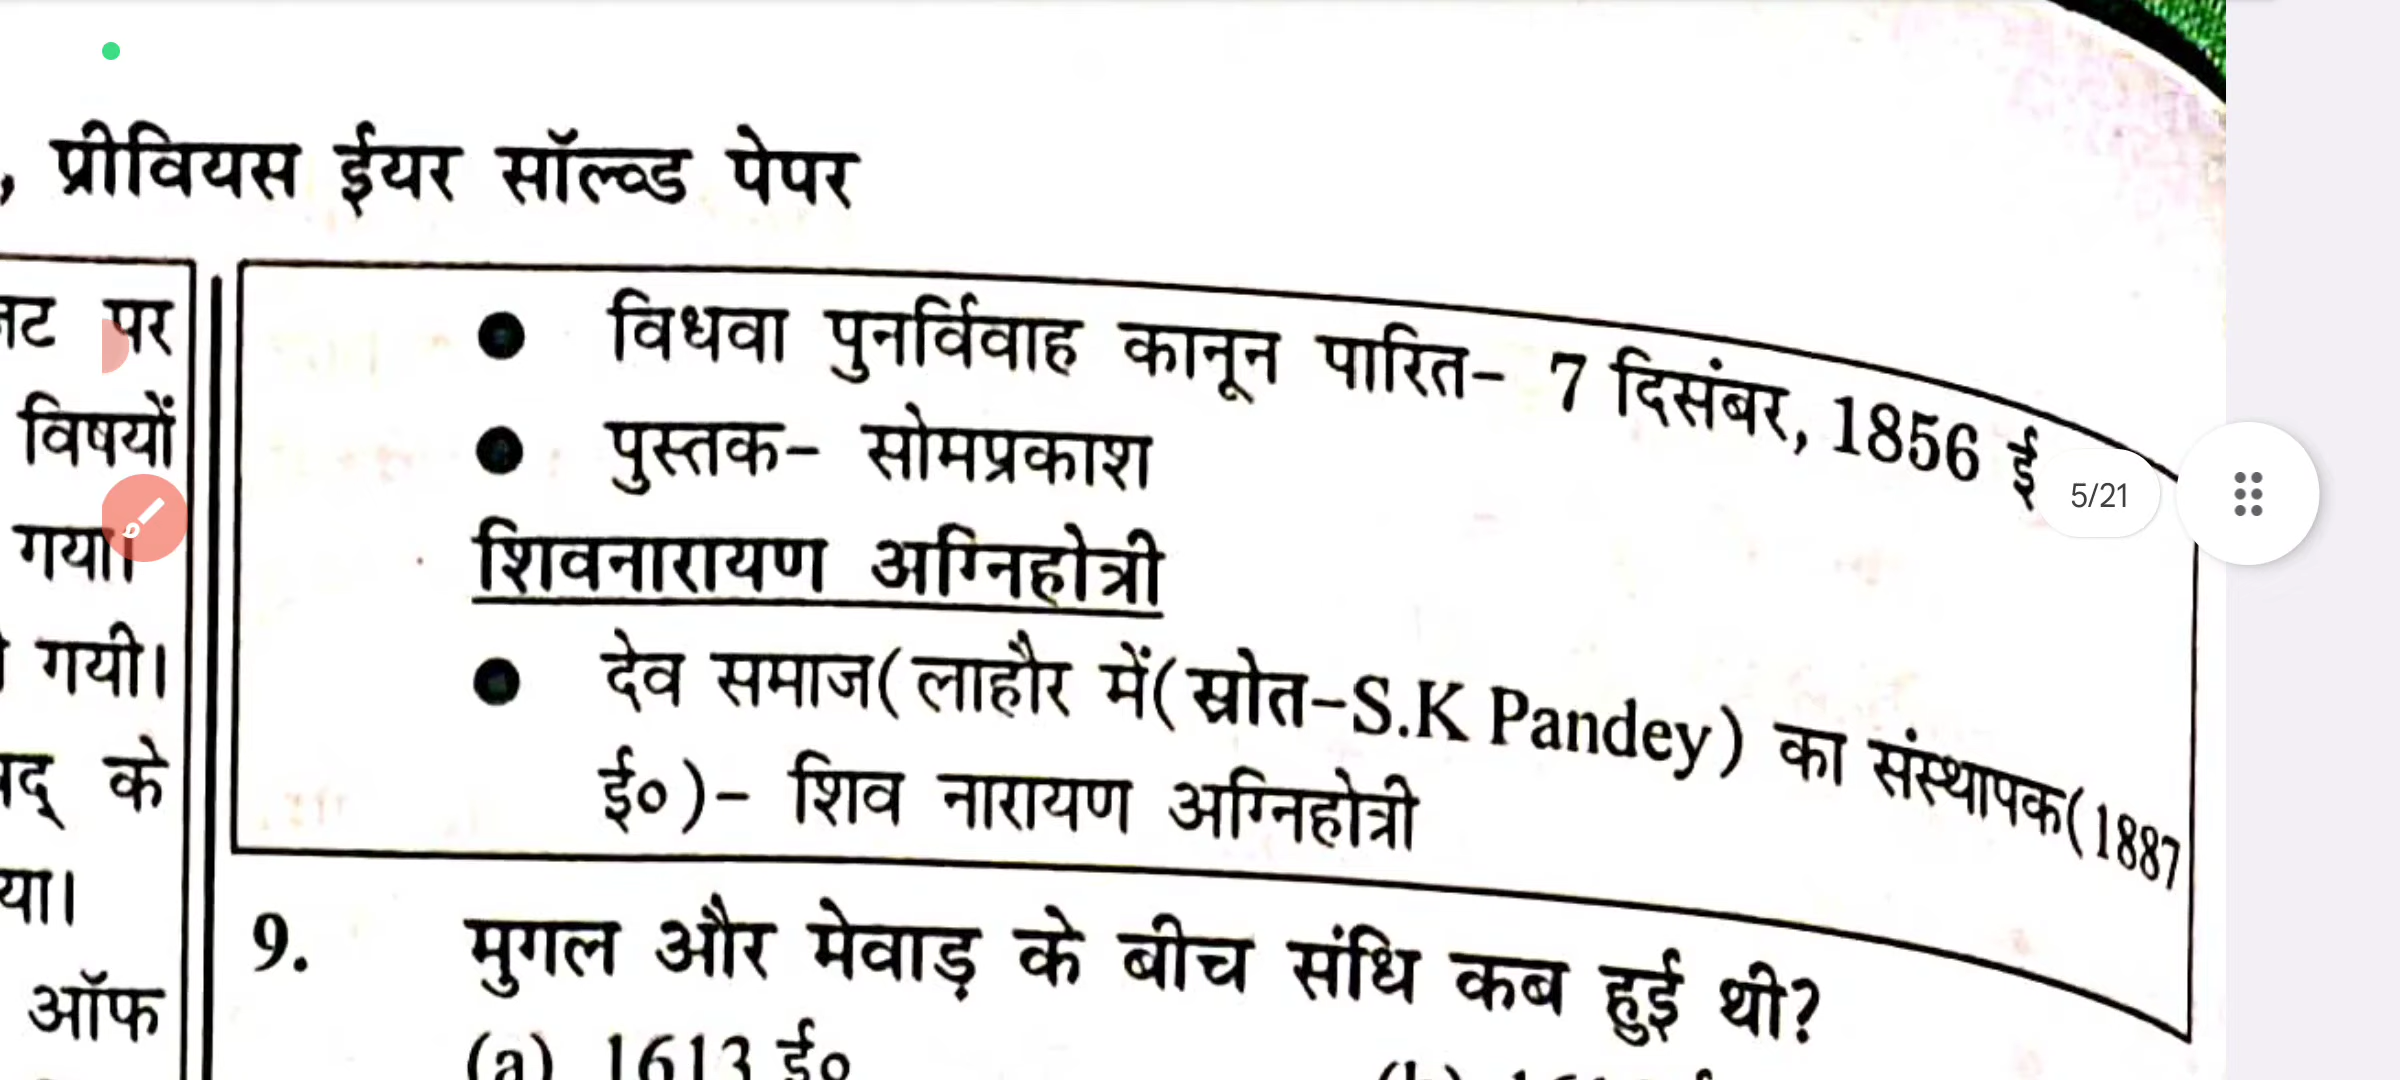 , प्रीवियस ईयर सॉल्व्ड पेपर
पर
विषयों
गया।
गयी।
के
या।
ऑफ
● विधवा पुनर्विवाह कानून पारित– 7 दिसंबर, 1856 ई
● पुस्तक– सोमप्रकाश
शिवनारायण अग्निहोत्री
● देव समाज(लाहौर में(स्रोत–S.K Pandey) का संस्थापक(1887
ई०)– शिव नारायण अग्निहोत्री
9. मुगल और मेवाड़ के बीच संधि कब हुई थी?
(a) 1613 ई०
5/21